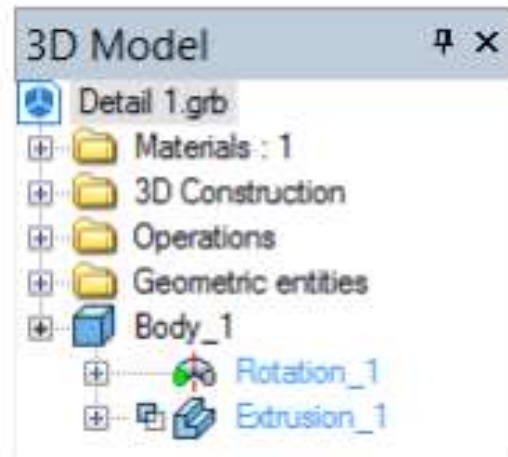 3D Model
Detail 1.grb
Materials : 1
3D Construction
Operations
Geometric entities
Body_1
Rotation_1
Extrusion_1